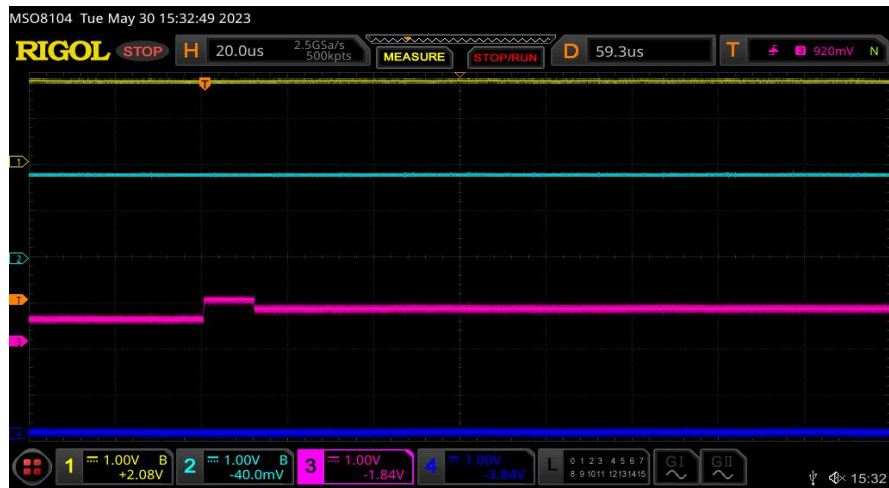 MSO8104 Tue May 30 15:32:49 2023
RIGOL STOP H 20.0us 2.5GSa/s 500kpts MEASURE STOP/RUN D 59.3us T 3 920mV N
T
1
2
T
3
4
1 1.00V B +2.08V 2 1.00V B -40.0mV 3 1.00V -1.84V 4 1.00V -3.84V L 0 1 2 3 4 5 6 7 8 9 10 11 12 13 14 15 GI GII 15:32